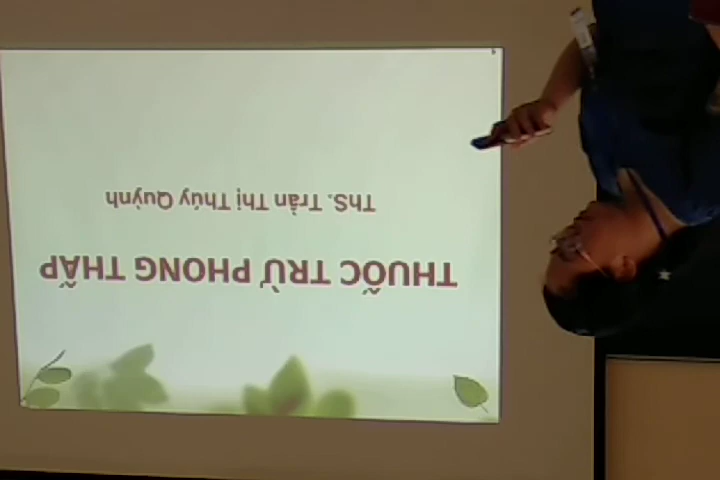 THUỐC TRỪ PHONG THẤP
ThS. Trần Thị Thúy Quỳnh